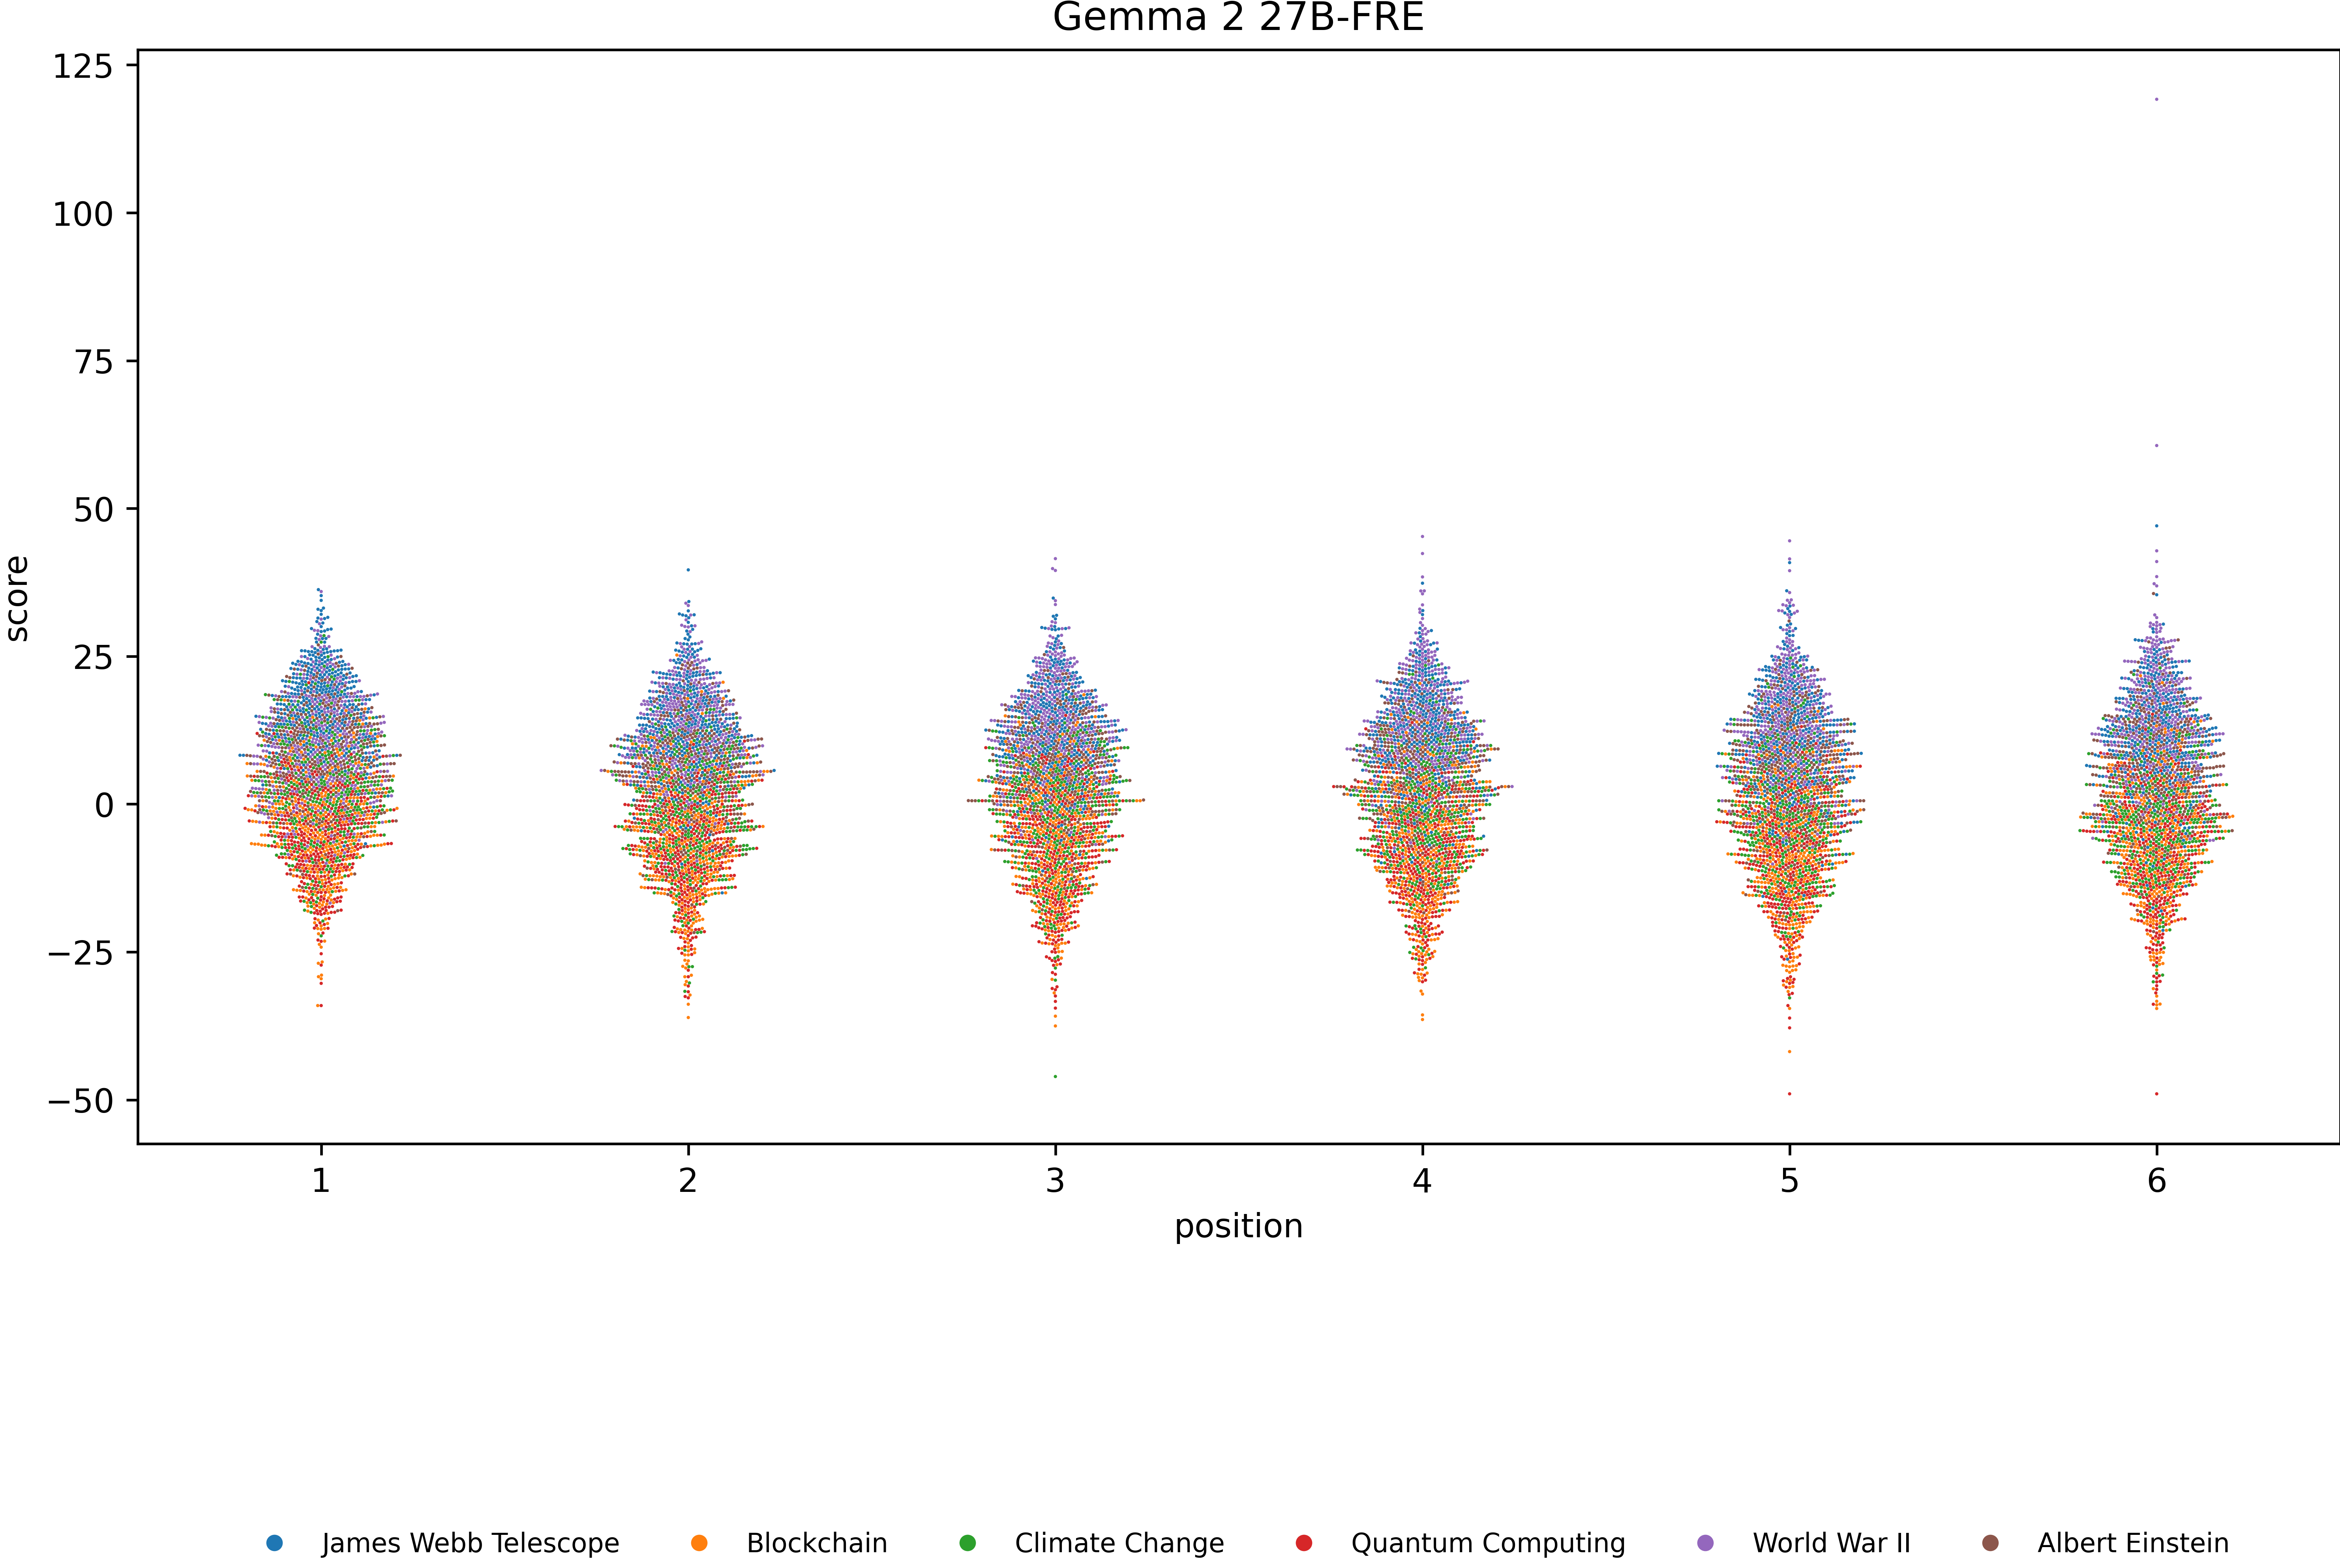 Gemma 2 27B-FRE
125
100
75
50
25
0
−25
−50
score
1 2 3 4 5 6
position
James Webb Telescope Blockchain Climate Change Quantum Computing World War II Albert Einstein